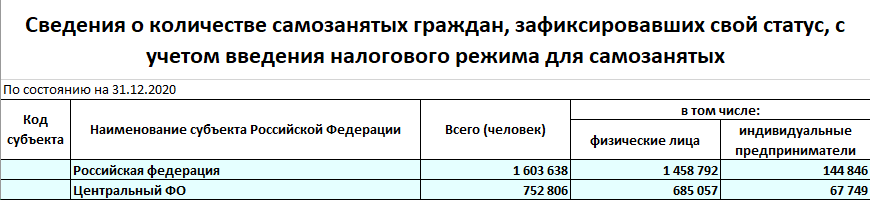 Сведения о количестве самозанятых граждан, зафиксировавших свой статус, с
учетом введения налогового режима для самозанятых
По состоянию на 31.12.2020
Код субъекта Наименование субъекта Российской Федерации Всего (человек) в том числе:
физические лица индивидуальные предприниматели
Российская федерация 1 603 638 1 458 792 144 846
Центральный ФО 752 806 685 057 67 749